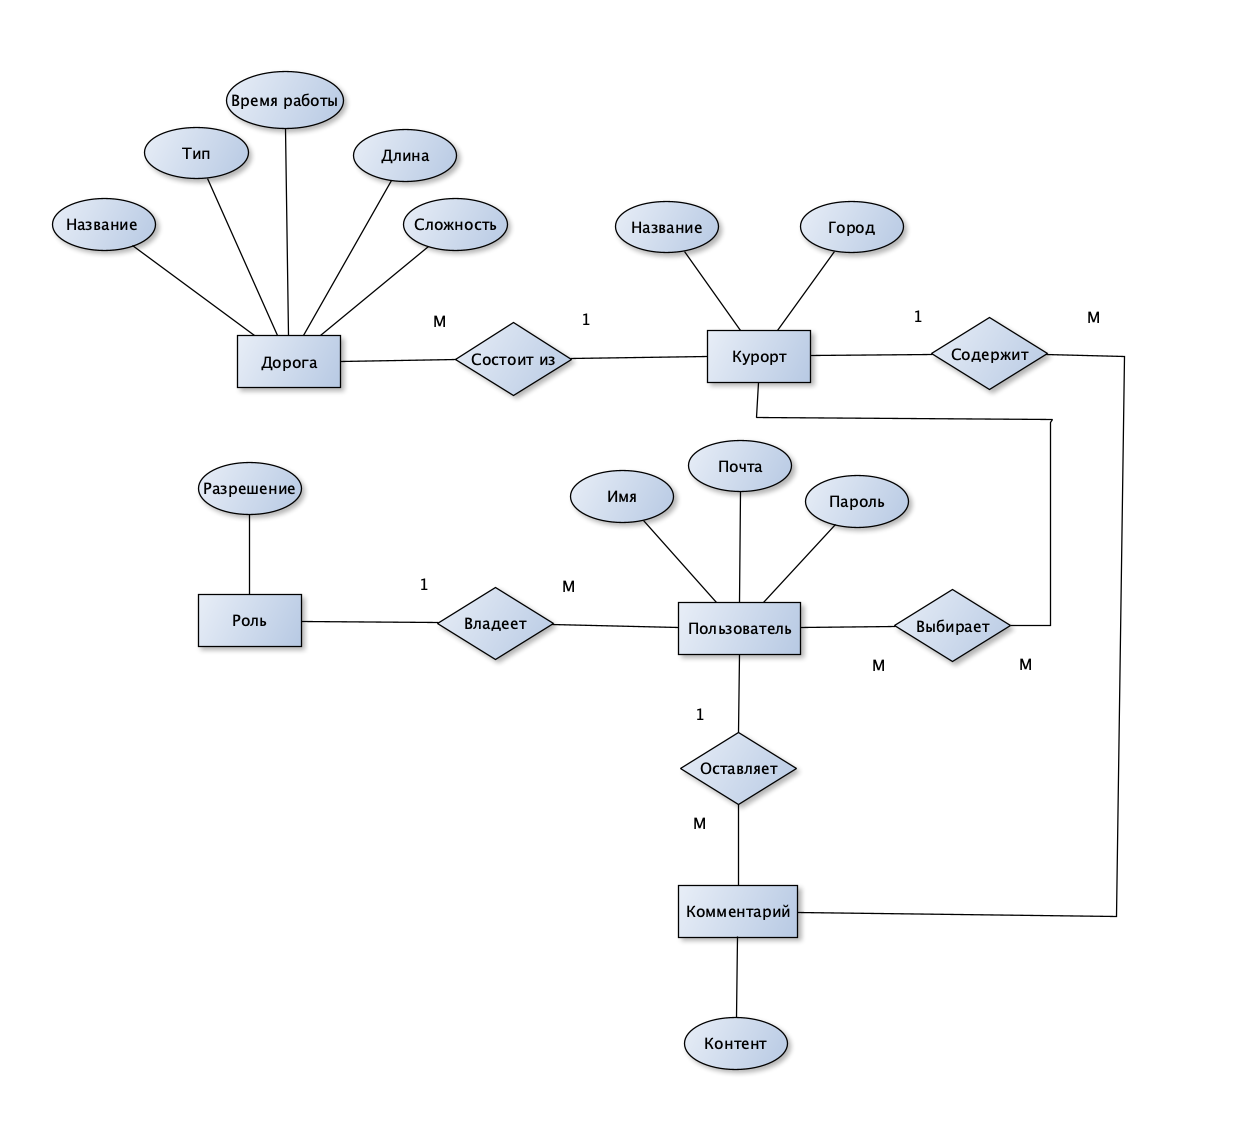 Время работы
Тип
Длина
Название
Сложность
Название
Город
М
1
1
М
Дорога
Состоит из
Курорт
Содержит
Почта
Разрешение
Имя
Пароль
1
М
Роль
Владеет
Пользователь
Выбирает
М
М
1
Оставляет
М
Комментарий
Контент